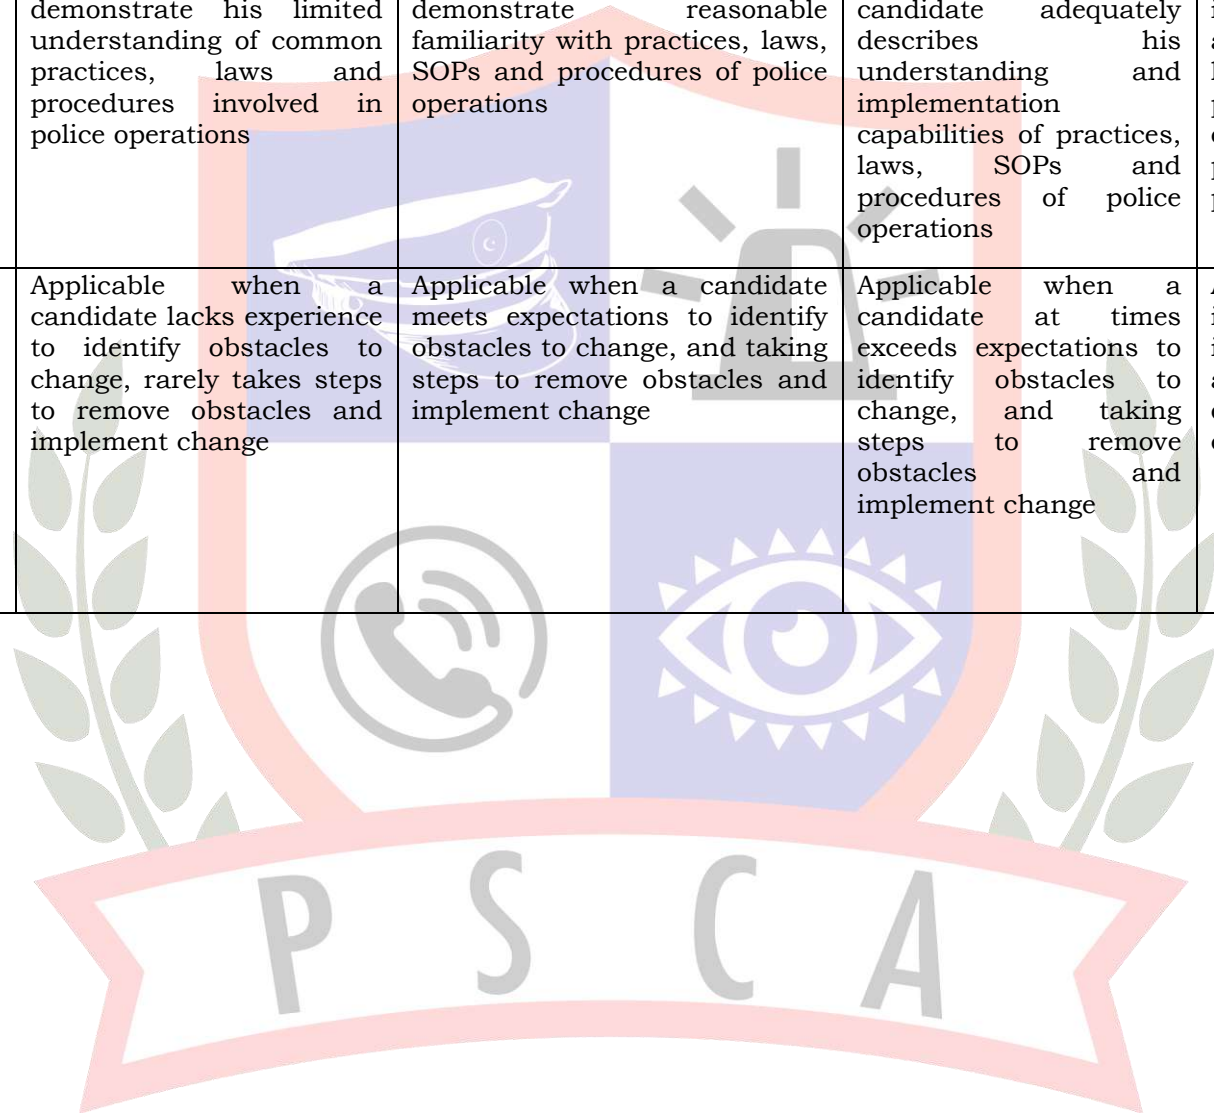 demonstrate his limited
understanding of common
practices, laws and
procedures involved in
police operations
demonstrate reasonable
familiarity with practices, laws,
SOPs and procedures of police
operations
candidate adequately
describes his
understanding and
implementation
capabilities of practices,
laws, SOPs and
procedures of police
operations
Applicable when a
candidate lacks experience
to identify obstacles to
change, rarely takes steps
to remove obstacles and
implement change
Applicable when a candidate
meets expectations to identify
obstacles to change, and taking
steps to remove obstacles and
implement change
Applicable when a
candidate at times
exceeds expectations to
identify obstacles to
change, and taking
steps to remove
obstacles and
implement change
P S C A